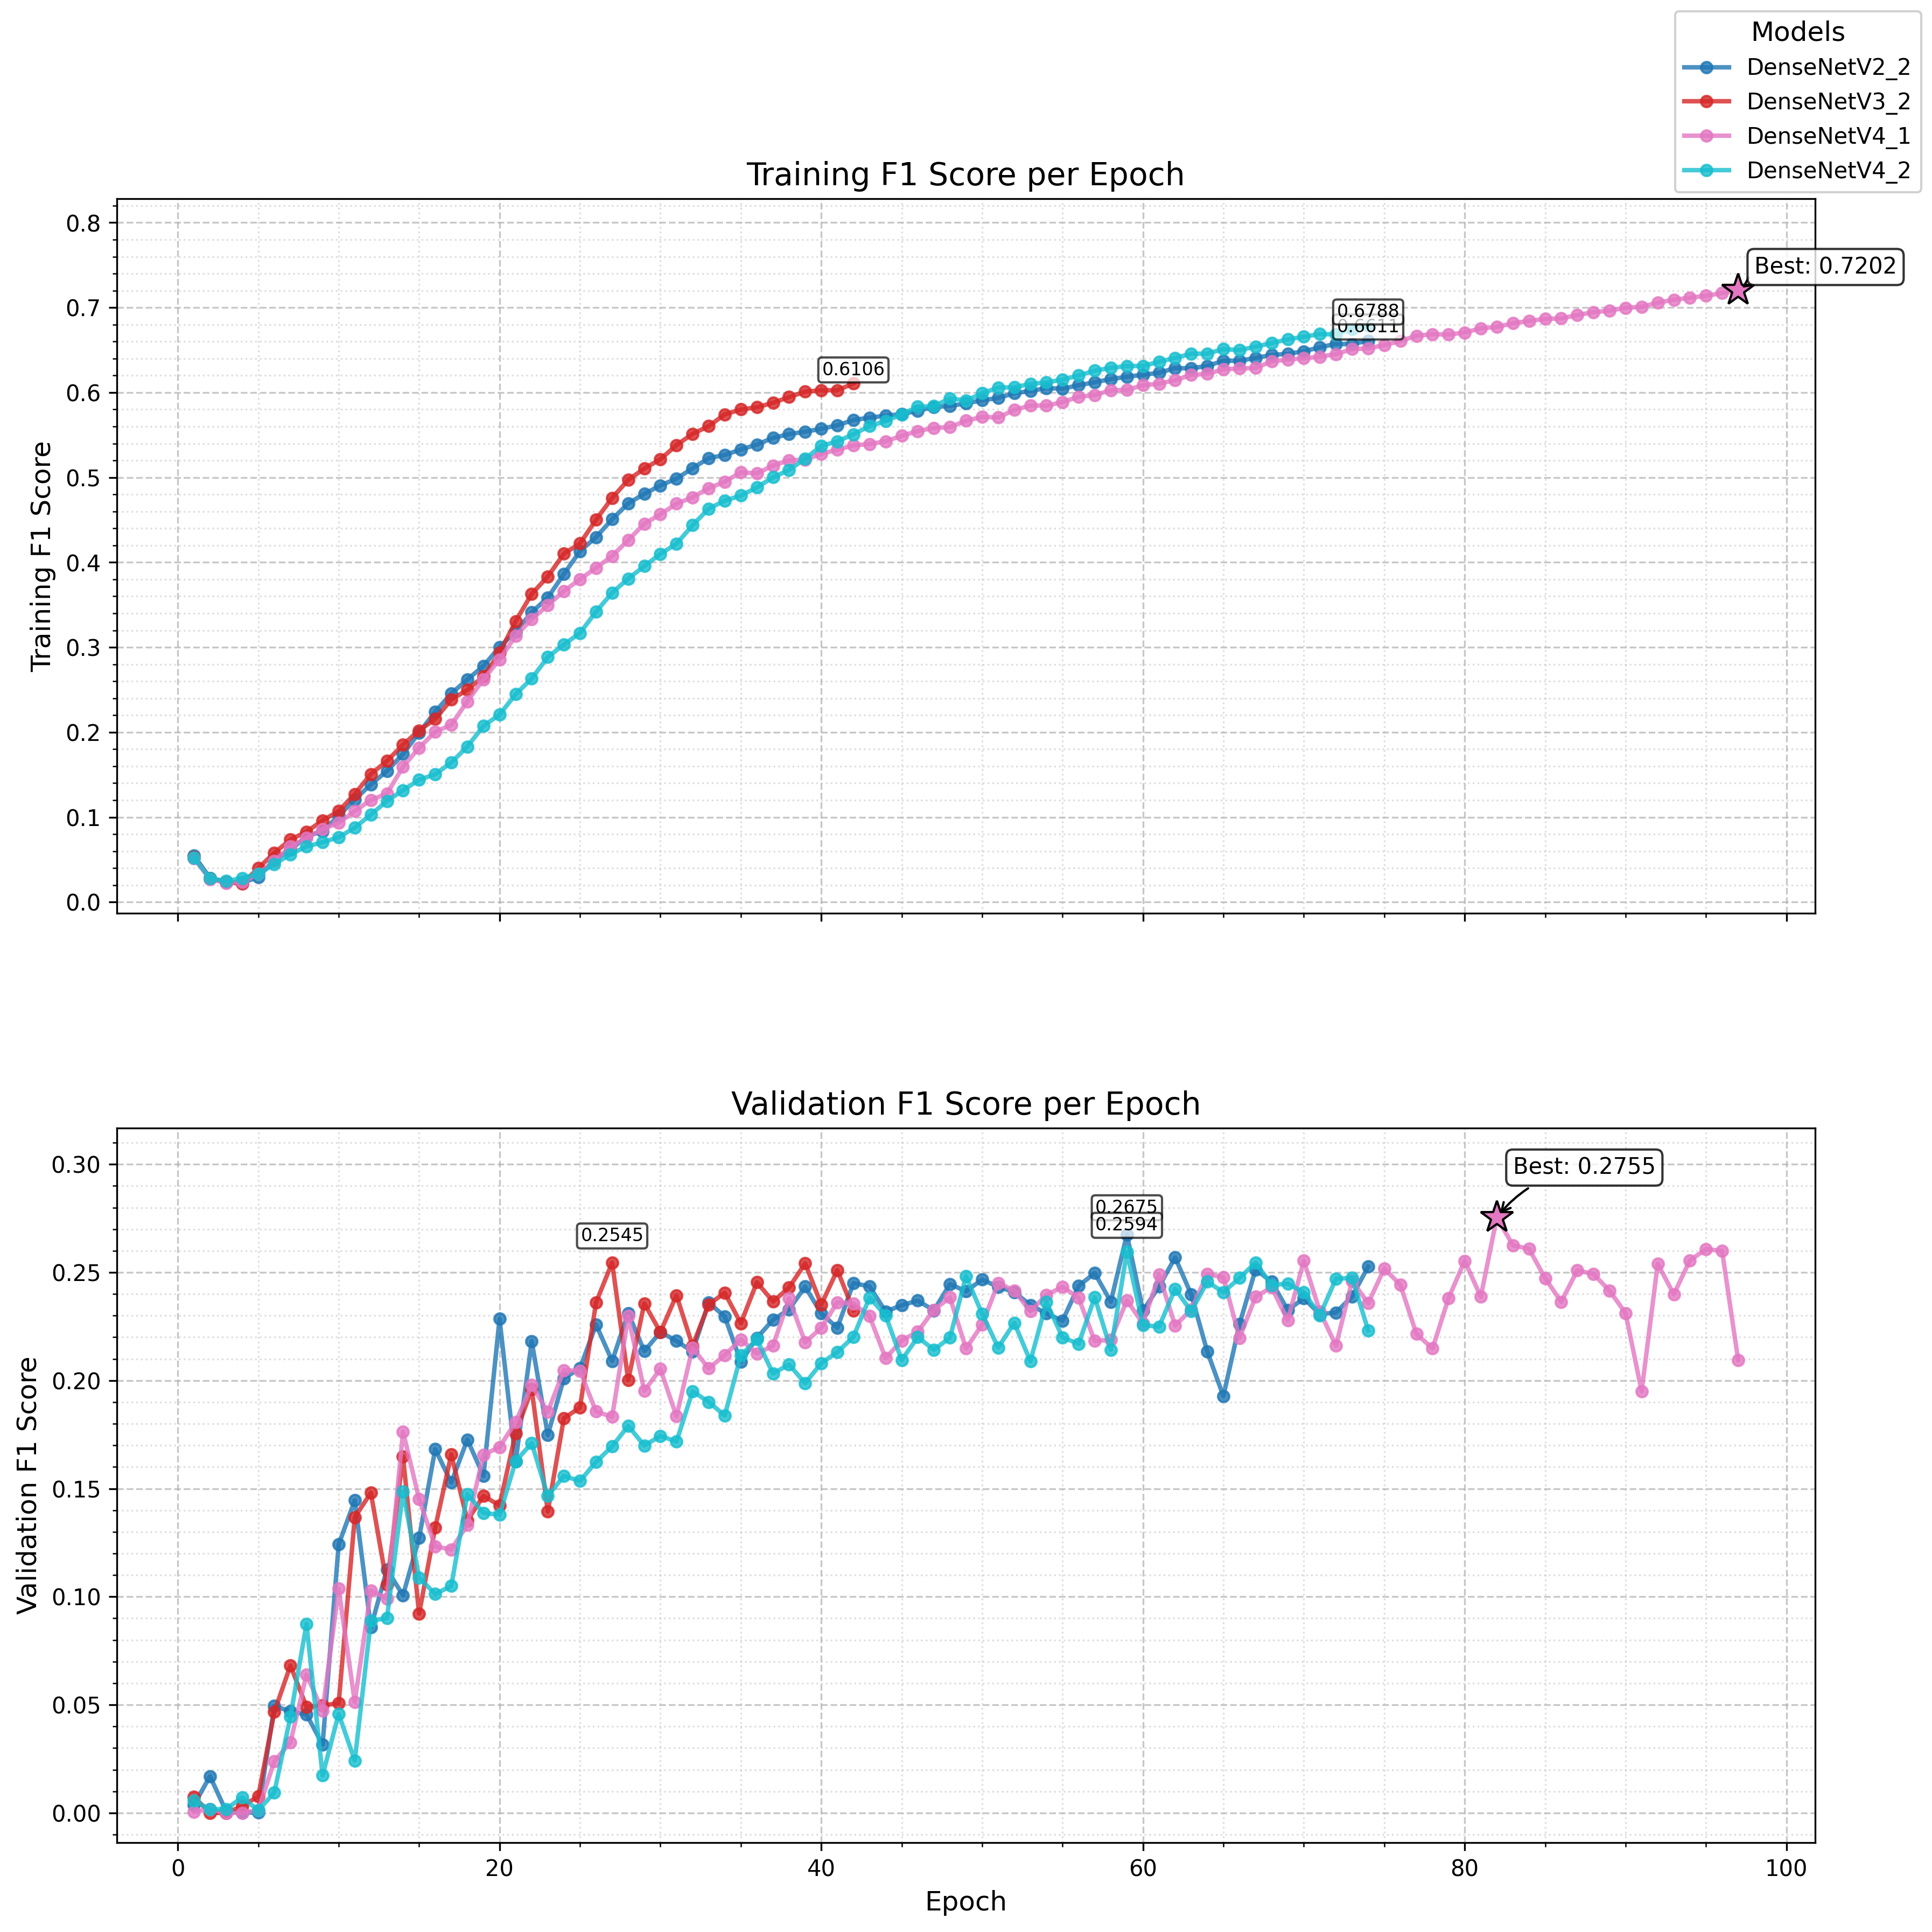 Models
DenseNetV2_2
DenseNetV3_2
DenseNetV4_1
DenseNetV4_2
Training F1 Score per Epoch
Training F1 Score
0.8
0.7
0.6
0.5
0.4
0.3
0.2
0.1
0.0
Best: 0.7202
0.6788
0.6611
0.6106
Validation F1 Score per Epoch
Validation F1 Score
0.30
0.25
0.20
0.15
0.10
0.05
0.00
Best: 0.2755
0.2675
0.2594
0.2545
0 20 40 60 80 100
Epoch